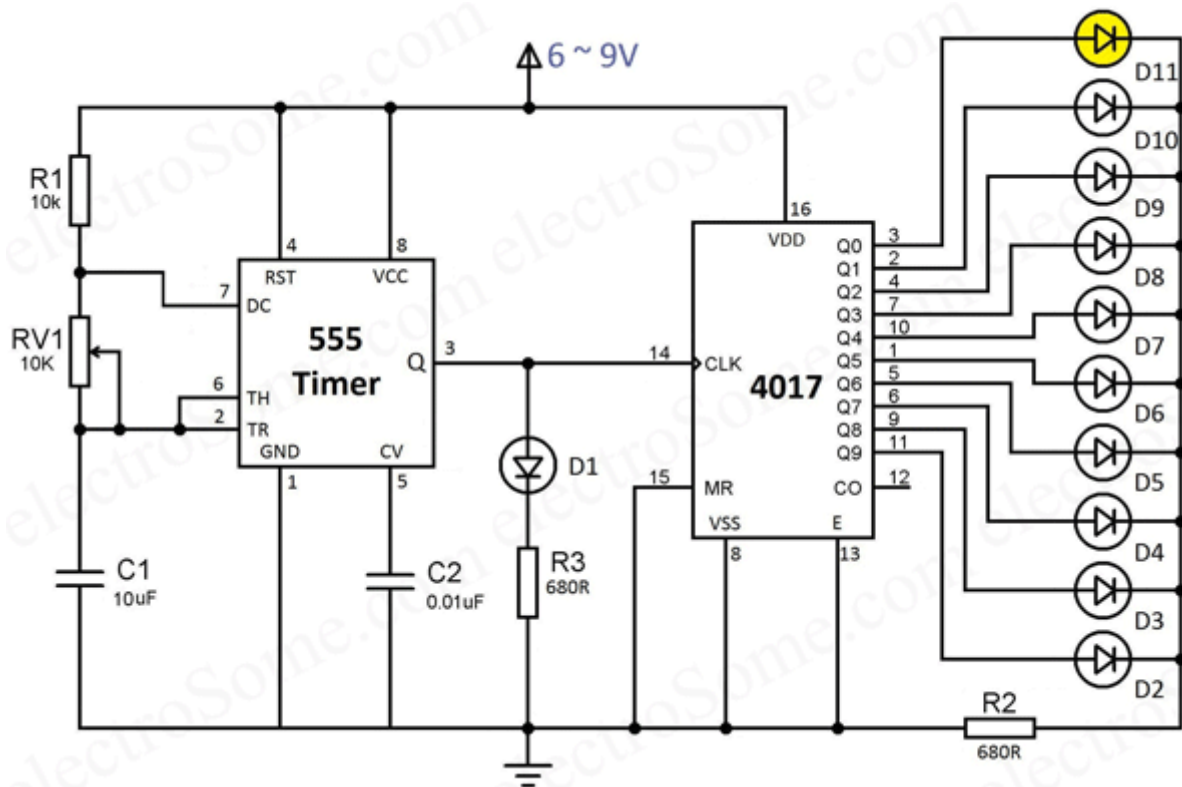 6 ~ 9V
D11
D10
D9
D8
D7
D6
D5
D4
D3
D2
R1
10k
RV1
10K
C1
10uF
4
8
RST
VCC
7
DC
555
Timer
Q
3
6
TH
2
TR
GND
CV
1
5
C2
0.01uF
D1
R3
680R
16
VDD
14
CLK
4017
15
MR
VSS
E
8
13
Q0
3
Q1
2
Q2
4
Q3
7
Q4
10
Q5
1
Q6
5
Q7
6
Q8
9
Q9
11
CO
12
R2
680R
electroSome.com